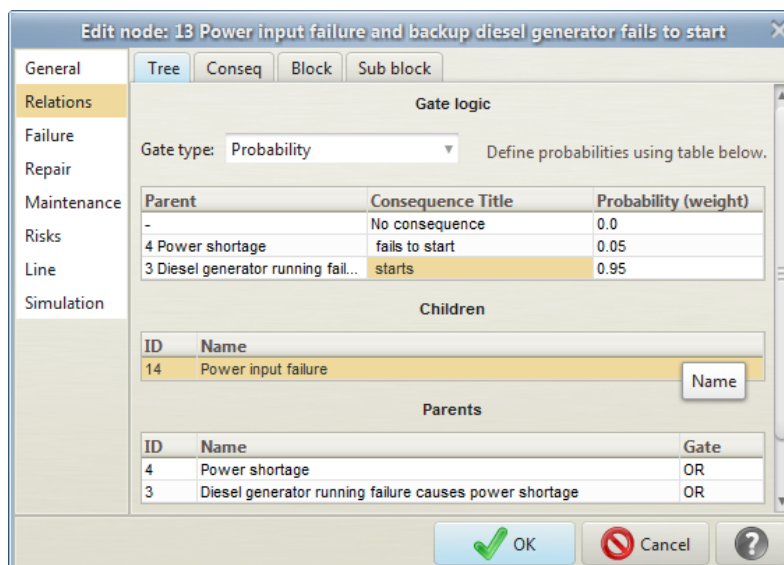 Edit node: 13 Power input failure and backup diesel generator fails to start
General
Relations
Failure
Repair
Maintenance
Risks
Line
Simulation
Tree Conseq Block Sub block
Gate logic
Gate type: Probability Define probabilities using table below.
Parent Consequence Title Probability (weight)
- No consequence 0.0
4 Power shortage fails to start 0.05
3 Diesel generator running fail... starts 0.95
Children
ID Name
14 Power input failure
Name
Parents
ID Name Gate
4 Power shortage OR
3 Diesel generator running failure causes power shortage OR
OK Cancel ?